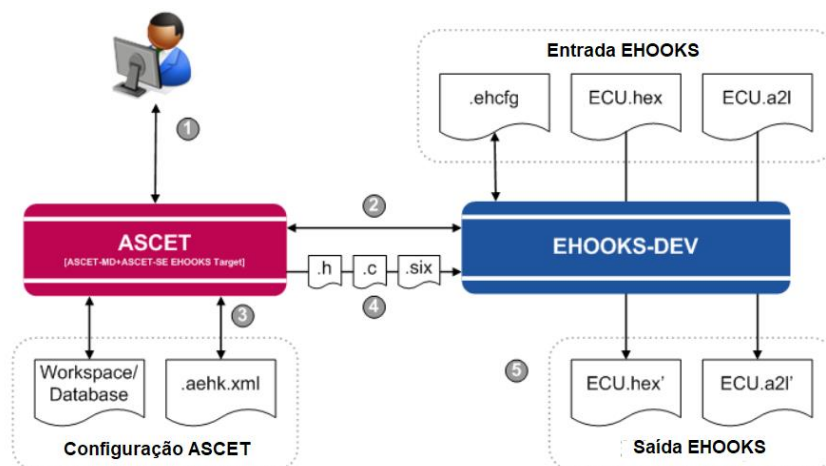 Entrada EHOOKS
.ehcfg
ECU.hex
ECU.a2l
1
2
ASCET
[ASCET-MD+ASCET-SE EHOOKS Target]
EHOOKS-DEV
.h
.c
.six
3
4
5
Workspace/
Database
.aehk.xml
ECU.hex’
ECU.a2l’
Configuração ASCET
Saída EHOOKS